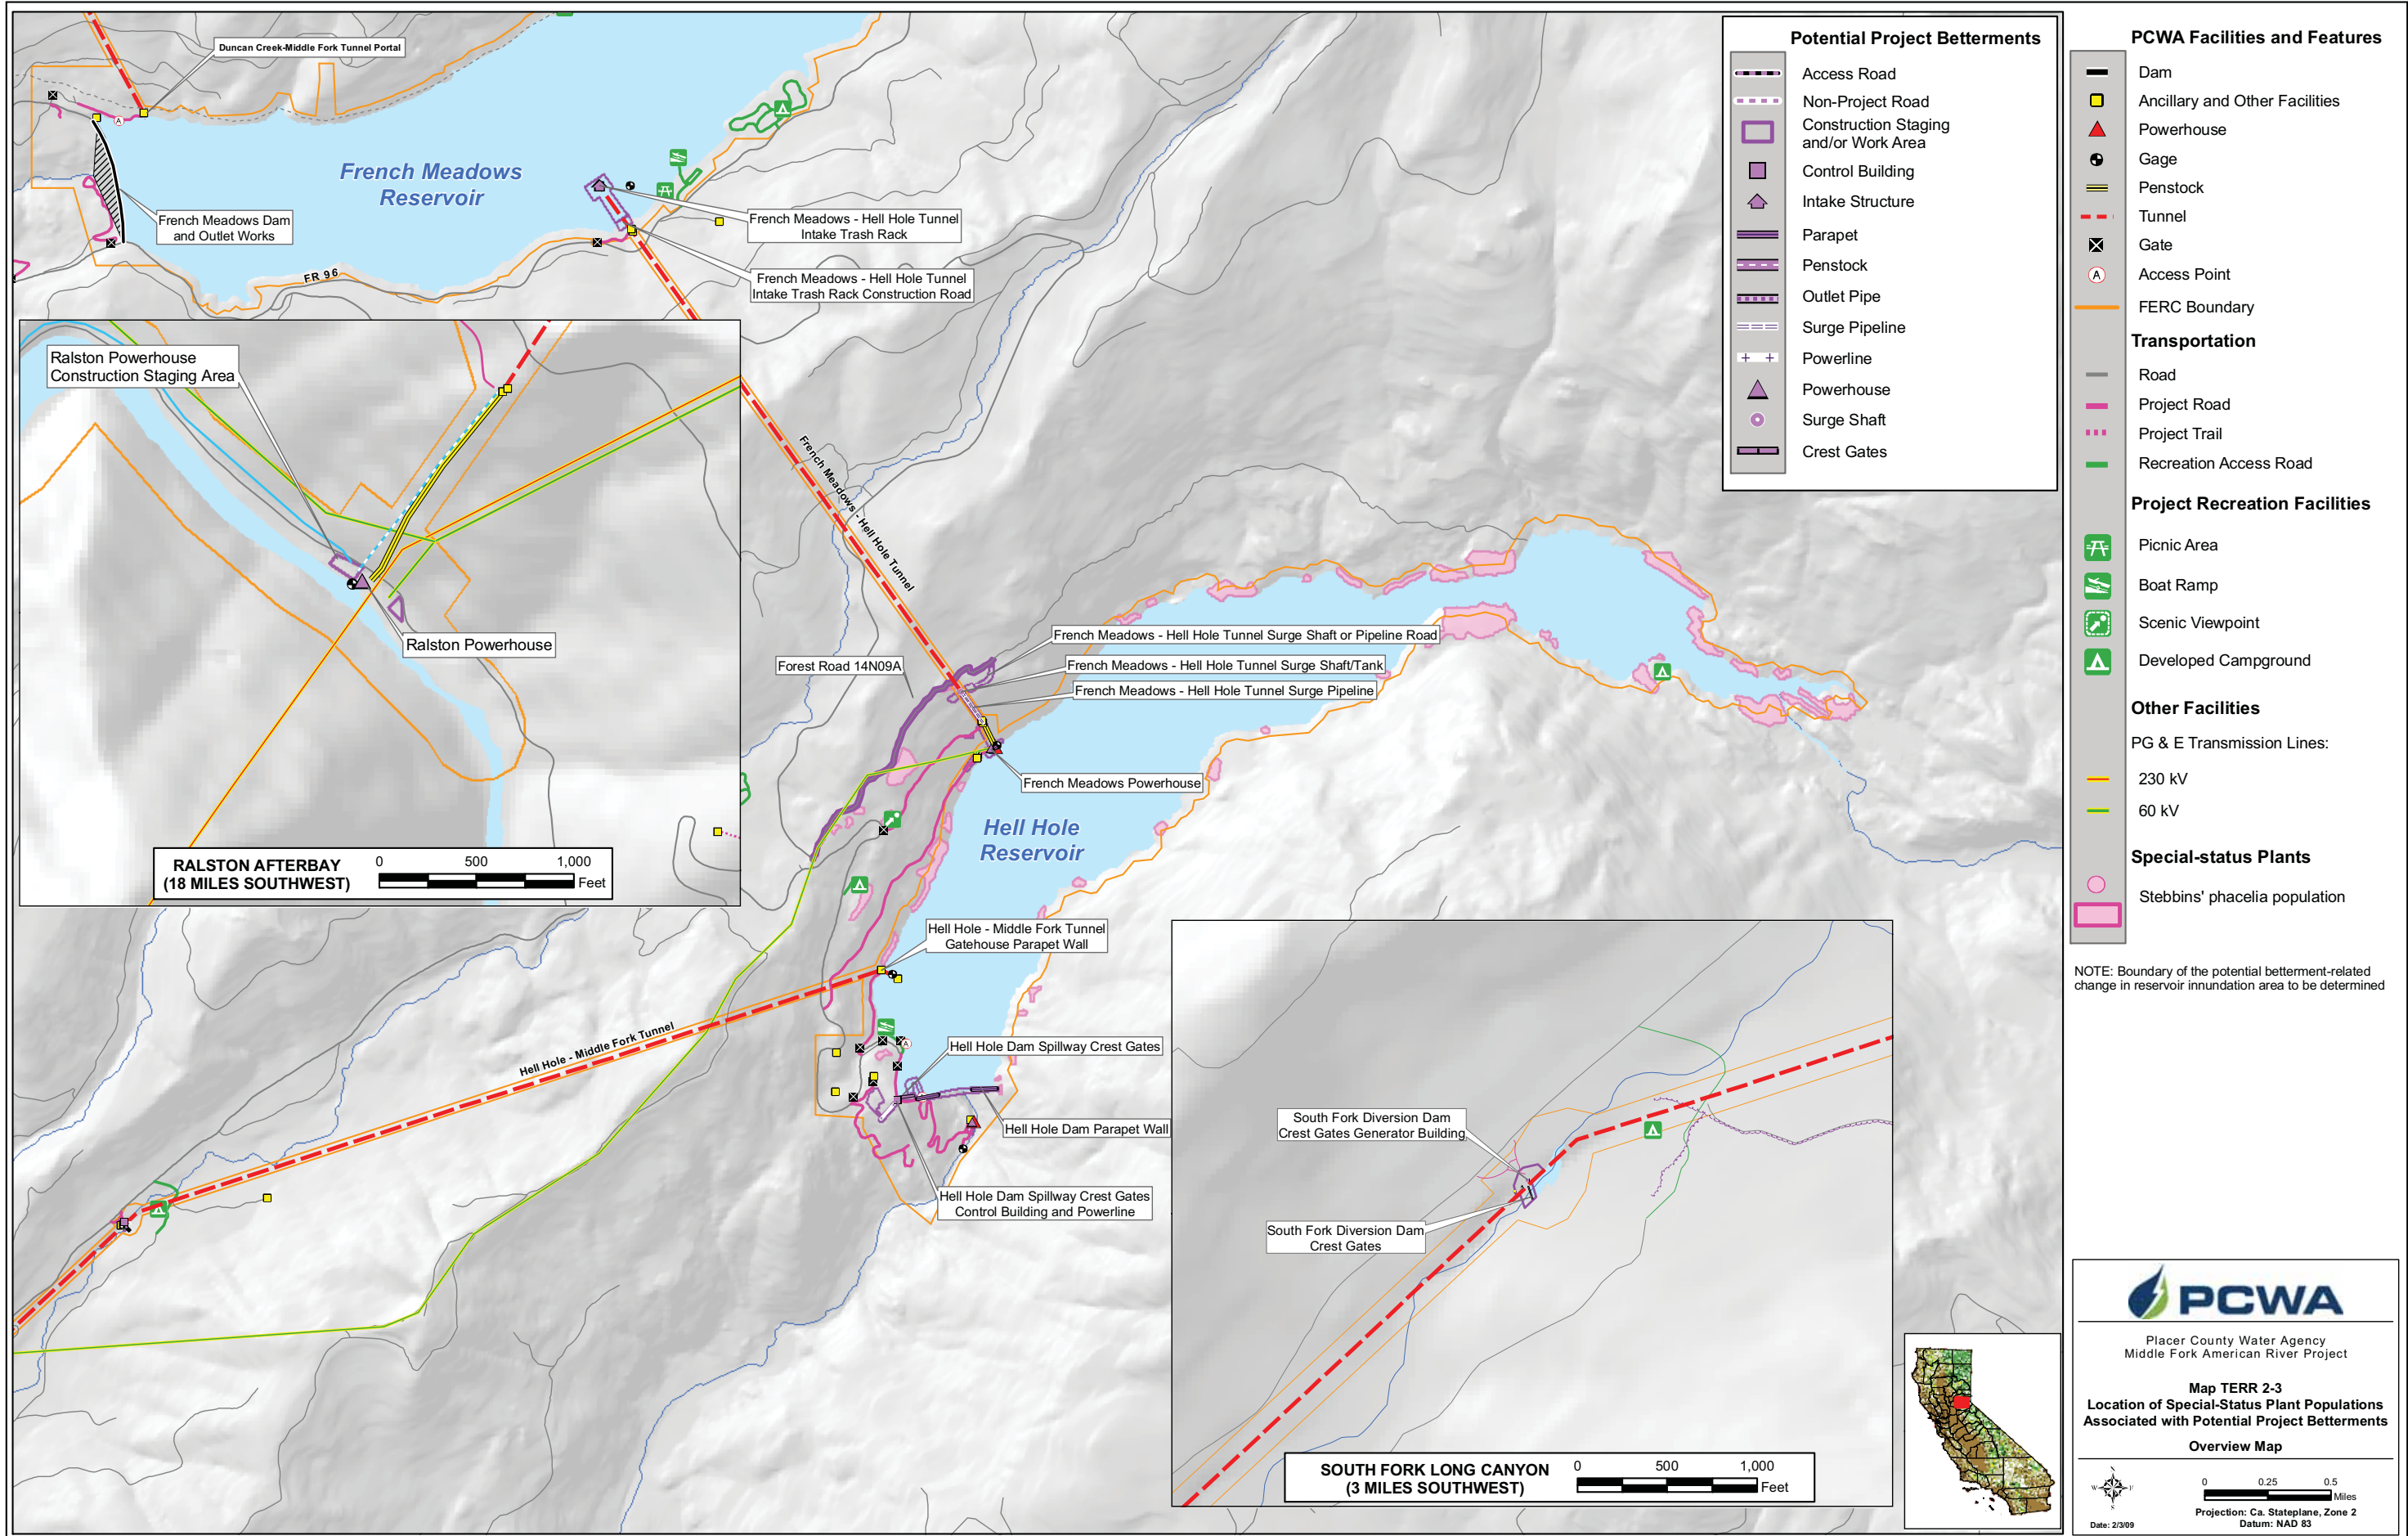 Duncan Creek-Middle Fork Tunnel Portal
French Meadows
Reservoir
French Meadows Dam
and Outlet Works
FR 96
French Meadows - Hell Hole Tunnel
Intake Trash Rack
French Meadows - Hell Hole Tunnel
Intake Trash Rack Construction Road
A
Ralston Powerhouse
Construction Staging Area
Ralston Powerhouse
RALSTON AFTERBAY
(18 MILES SOUTHWEST)
0 500 1,000
Feet
French Meadows - Hell Hole Tunnel
Forest Road 14N09A
French Meadows - Hell Hole Tunnel Surge Shaft or Pipeline Road
French Meadows - Hell Hole Tunnel Surge Shaft/Tank
French Meadows - Hell Hole Tunnel Surge Pipeline
French Meadows Powerhouse
Hell Hole
Reservoir
Hell Hole - Middle Fork Tunnel
Gatehouse Parapet Wall
Hell Hole - Middle Fork Tunnel
A
Hell Hole Dam Spillway Crest Gates
Hell Hole Dam Parapet Wall
Hell Hole Dam Spillway Crest Gates
Control Building and Powerline
South Fork Diversion Dam
Crest Gates Generator Building
South Fork Diversion Dam
Crest Gates
SOUTH FORK LONG CANYON
(3 MILES SOUTHWEST)
0 500 1,000
Feet
Potential Project Betterments
Access Road
Non-Project Road
Construction Staging
and/or Work Area
Control Building
Intake Structure
Parapet
Penstock
Outlet Pipe
Surge Pipeline
Powerline
Powerhouse
Surge Shaft
Crest Gates
PCWA Facilities and Features
Dam
Ancillary and Other Facilities
Powerhouse
Gage
Penstock
Tunnel
Gate
A Access Point
FERC Boundary
Transportation
Road
Project Road
Project Trail
Recreation Access Road
Project Recreation Facilities
Picnic Area
Boat Ramp
Scenic Viewpoint
Developed Campground
Other Facilities
PG & E Transmission Lines:
230 kV
60 kV
Special-status Plants
Stebbins' phacelia population
NOTE: Boundary of the potential betterment-related
change in reservoir innundation area to be determined
PCWA
Placer County Water Agency
Middle Fork American River Project
Map TERR 2-3
Location of Special-Status Plant Populations
Associated with Potential Project Betterments
Overview Map
N
W E
S
0 0.25 0.5
Miles
Projection: Ca. Stateplane, Zone 2
Datum: NAD 83
Date: 2/3/09